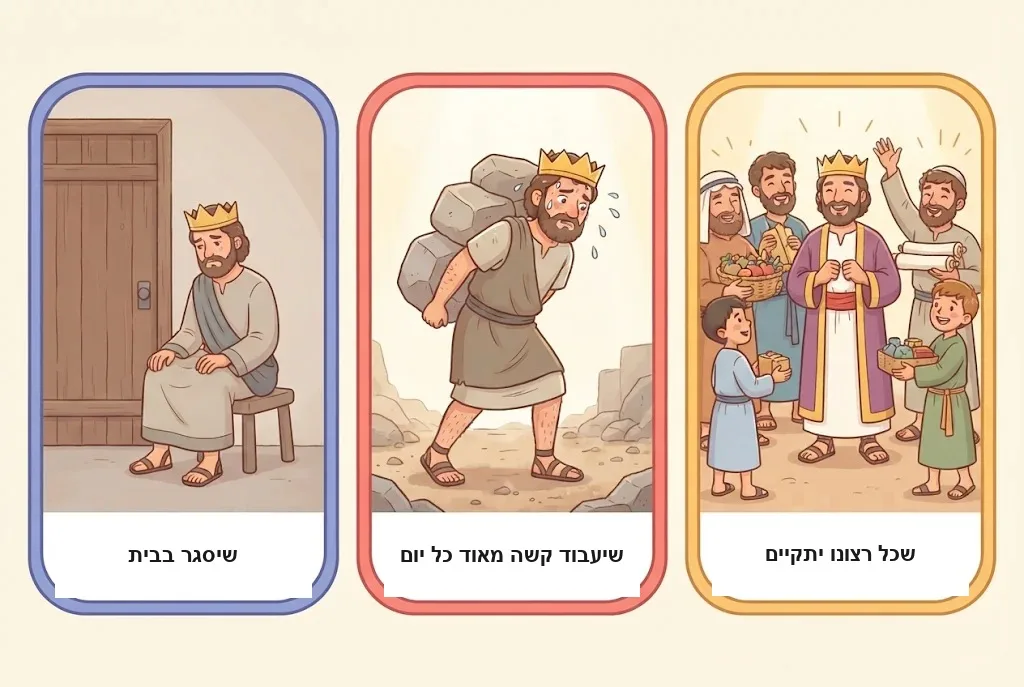 שכל רצונו יתקיים
שיעבוד קשה מאוד כל יום
שיסגר בבית